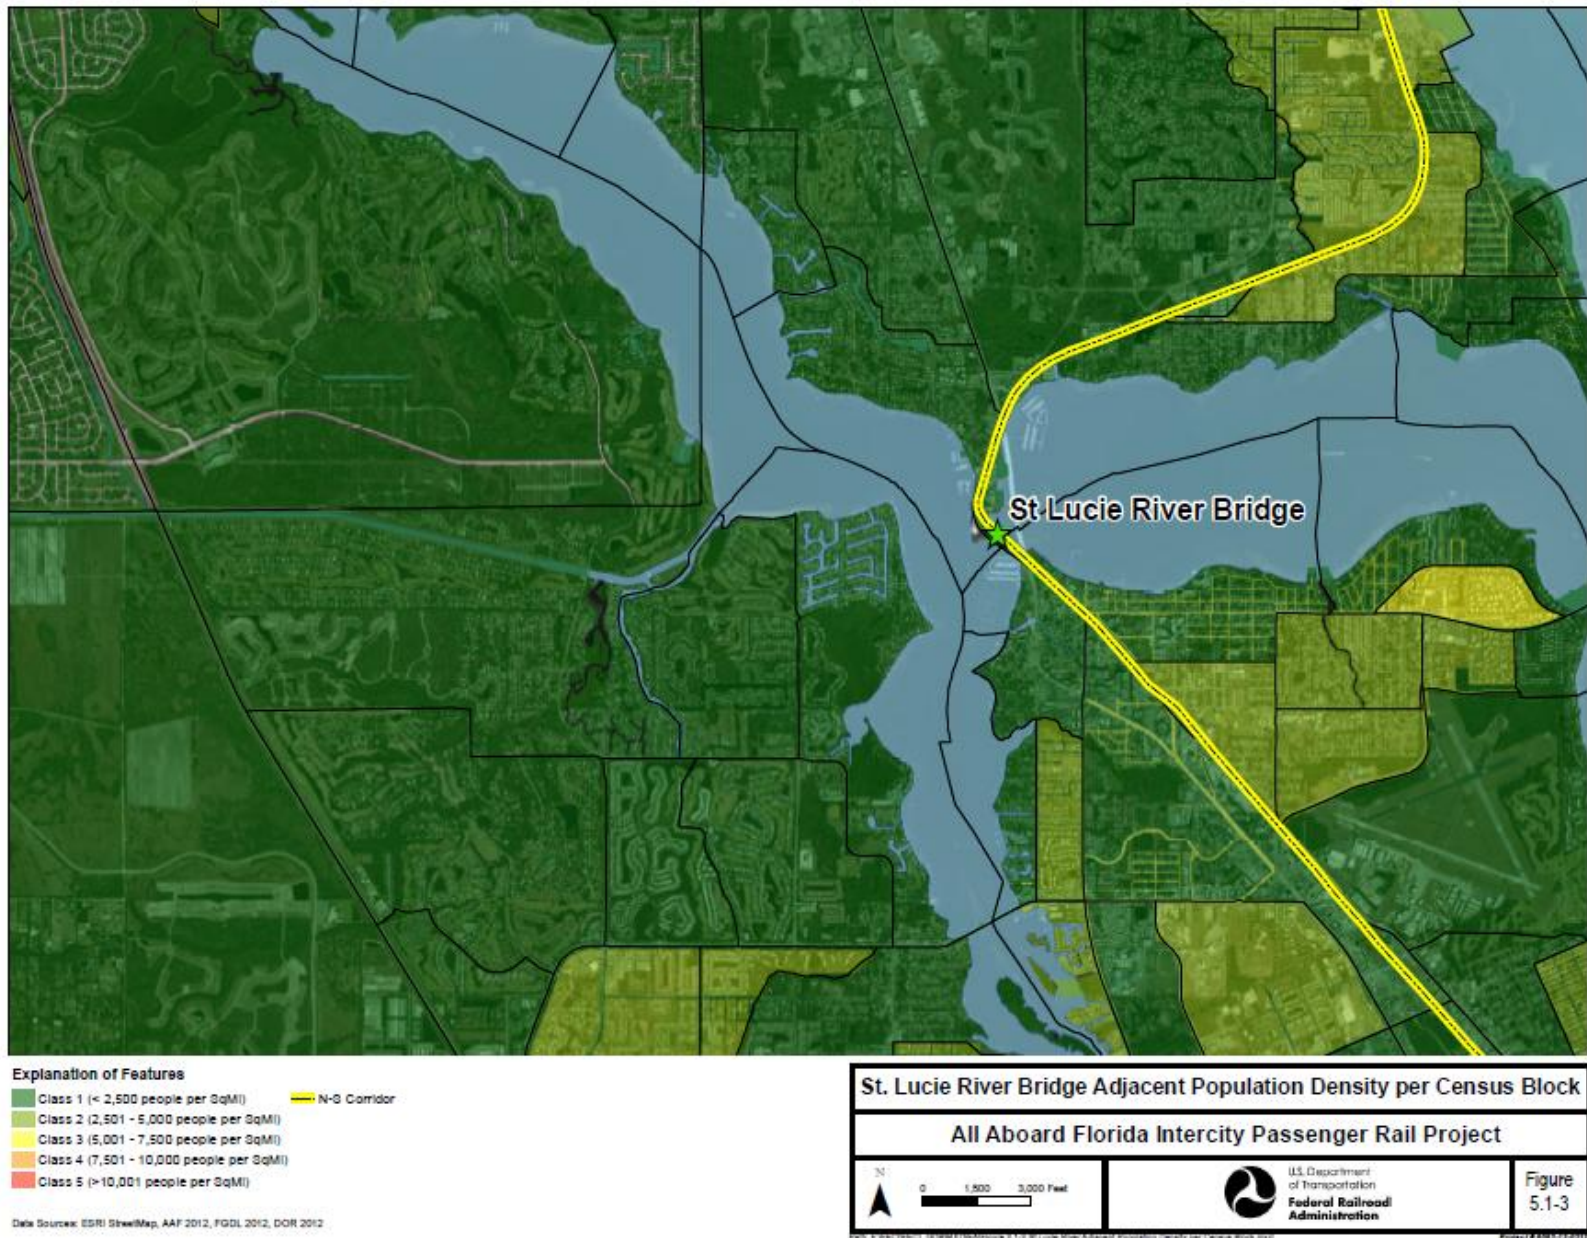 St Lucie River Bridge
Explanation of Features
Class 1 (< 2,500 people per SqMi)
N-S Corridor
Class 2 (2,501 - 5,000 people per SqMi)
Class 3 (5,001 - 7,500 people per SqMi)
Class 4 (7,501 - 10,000 people per SqMi)
Class 5 (>10,001 people per SqMi)
Data Sources: ESRI StreetMap, AAF 2012, FGDL 2012, DOR 2012
St. Lucie River Bridge Adjacent Population Density per Census Block
All Aboard Florida Intercity Passenger Rail Project
N
0 1,500 3,000 Feet
U.S. Department
of Transportation
Federal Railroad
Administration
Figure
5.1-3